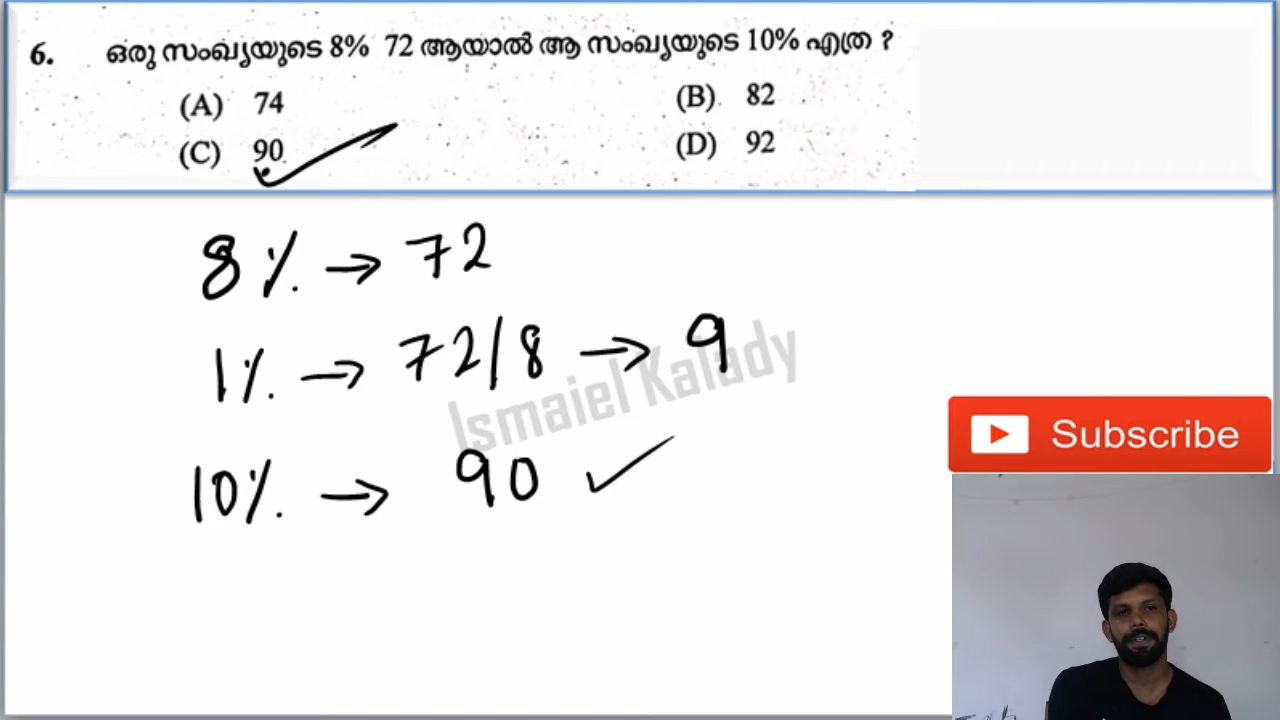 6. ഒരു സംഖ്യയുടെ 8% 72 ആയാൽ ആ സംഖ്യയുടെ 10% എത്ര ?
(A) 74 (B) 82
(C) 90 (D) 92
8% → 72
1% → 72/8 → 9
Ismaiel Kalady
10% → 90 ✓
Subscribe